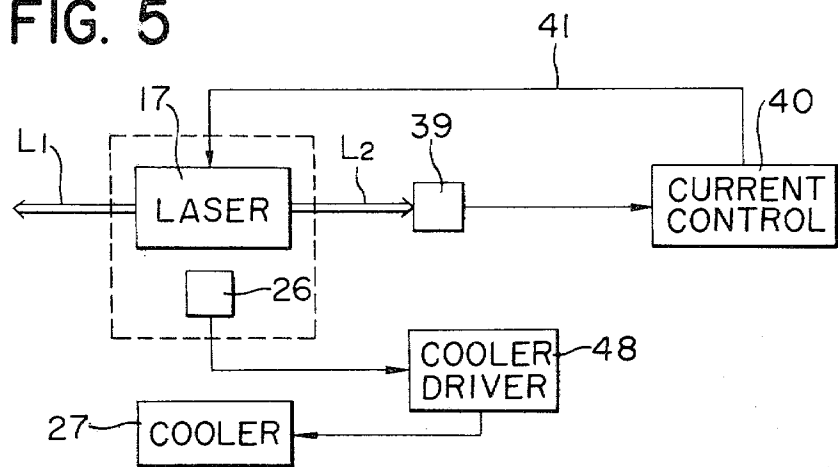 FIG. 5
41
17
40
39
L1
L2
LASER
CURRENT
CONTROL
26
COOLER
DRIVER
48
27
COOLER